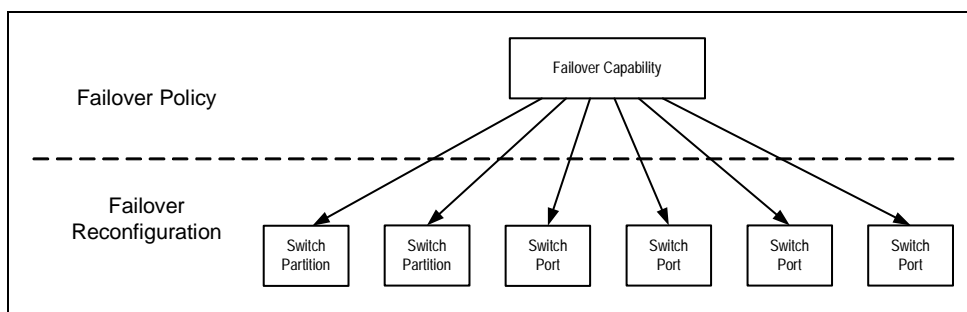 Failover Capability
Failover Policy
Failover
Reconfiguration
Switch
Partition
Switch
Partition
Switch
Port
Switch
Port
Switch
Port
Switch
Port